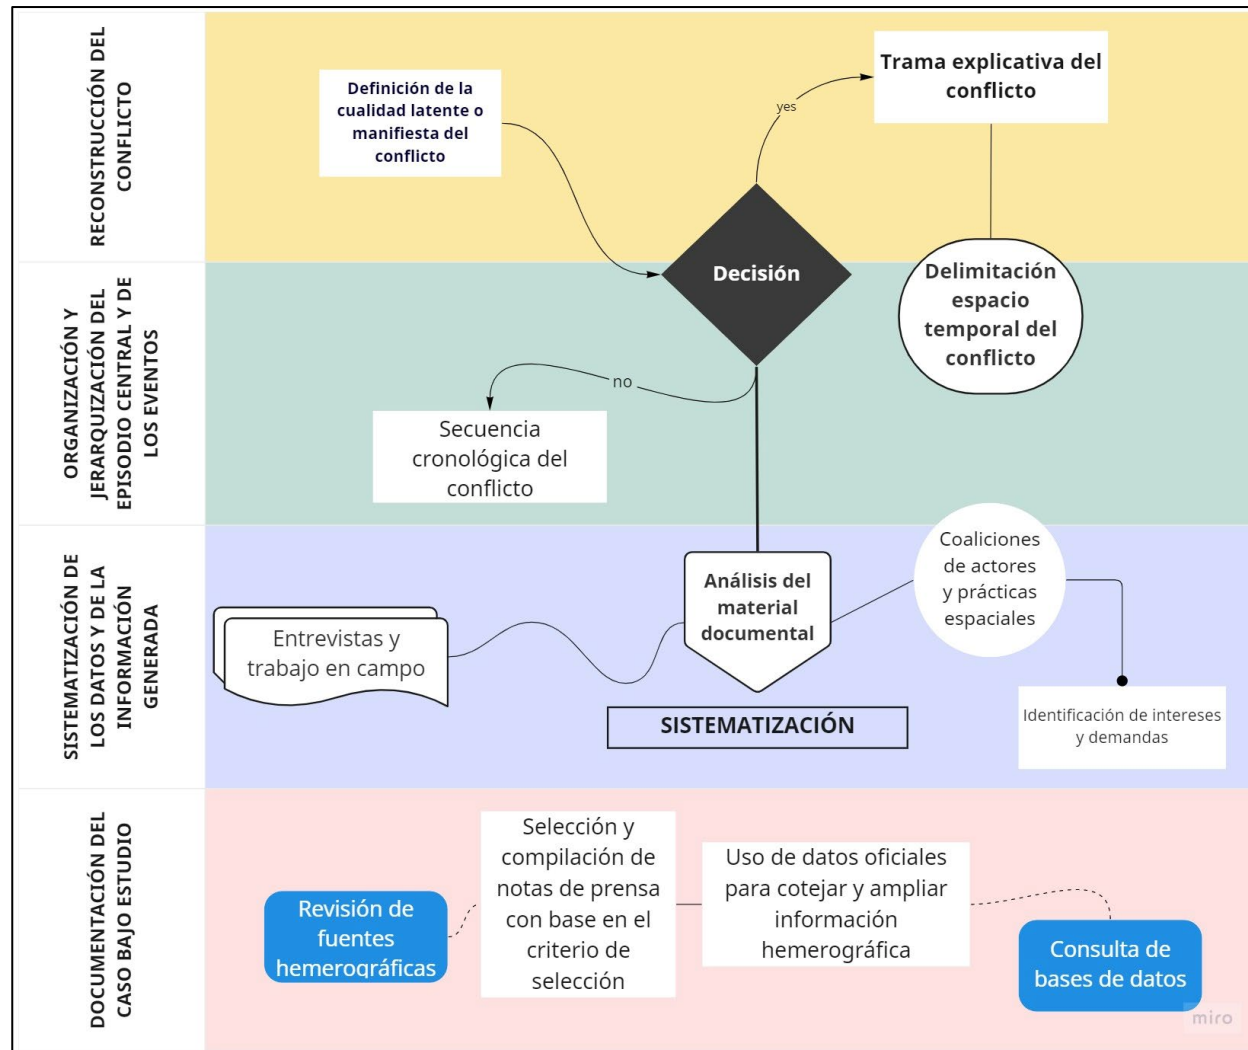 RECONSTRUCCIÓN DEL
CONFLICTO
Definición de la
cualidad latente o
manifiesta del
conflicto
yes
Trama explicativa del
conflicto
ORGANIZACIÓN Y
JERARQUIZACIÓN DEL
EPISODIO CENTRAL Y DE
LOS EVENTOS
Decisión
Delimitación
espacio
temporal del
conflicto
no
Secuencia
cronológica del
conflicto
SISTEMATIZACIÓN DE
LOS DATOS Y DE LA
INFORMACIÓN
GENERADA
Entrevistas y
trabajo en campo
Análisis del
material
documental
Coaliciones
de actores
y prácticas
espaciales
Identificación de intereses
y demandas
SISTEMATIZACIÓN
DOCUMENTACIÓN DEL
CASO BAJO ESTUDIO
Revisión de
fuentes
hemerográficas
Selección y
compilación de
notas de prensa
con base en el
criterio de
selección
Uso de datos oficiales
para cotejar y ampliar
información
hemerográfica
Consulta de
bases de datos
miro